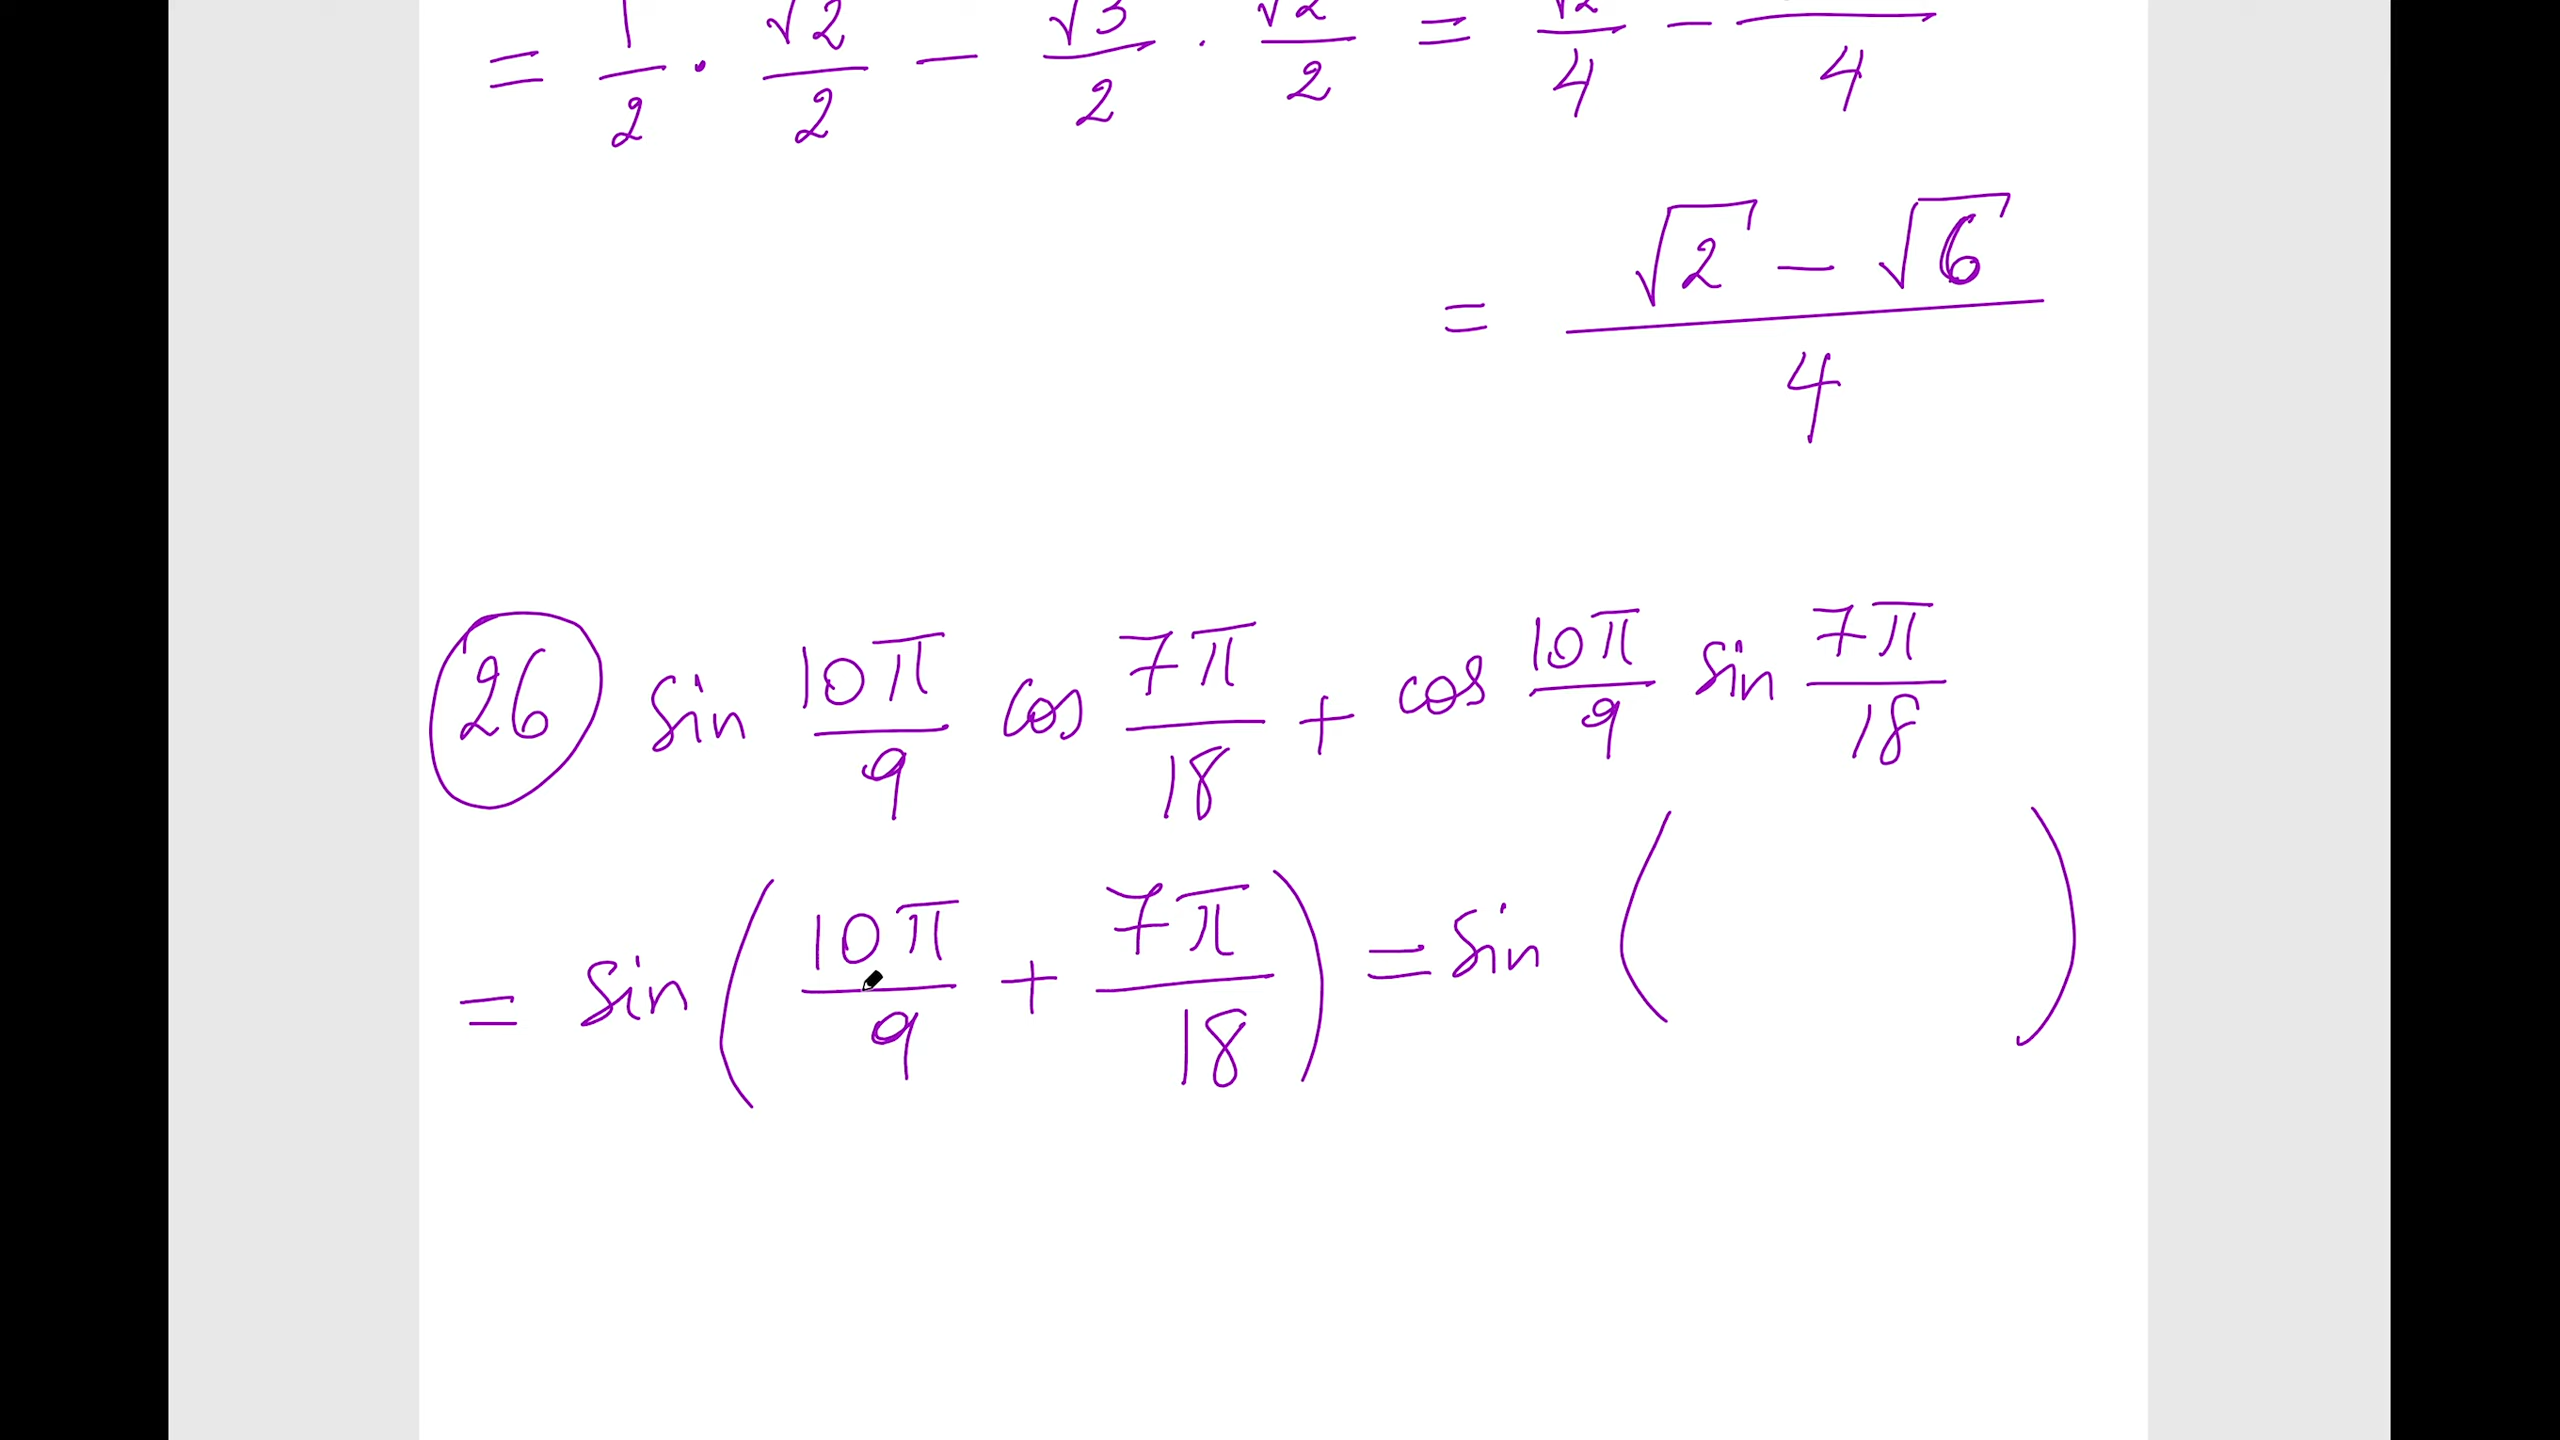 = 1/2 · √2/2 − √3/2 · √2/2 = √2/4 − /4
= (√2 − √6)/4
26 sin 10π/9 cos 7π/18 + cos 10π/9 sin 7π/18
= sin(10π/9 + 7π/18) = sin( )